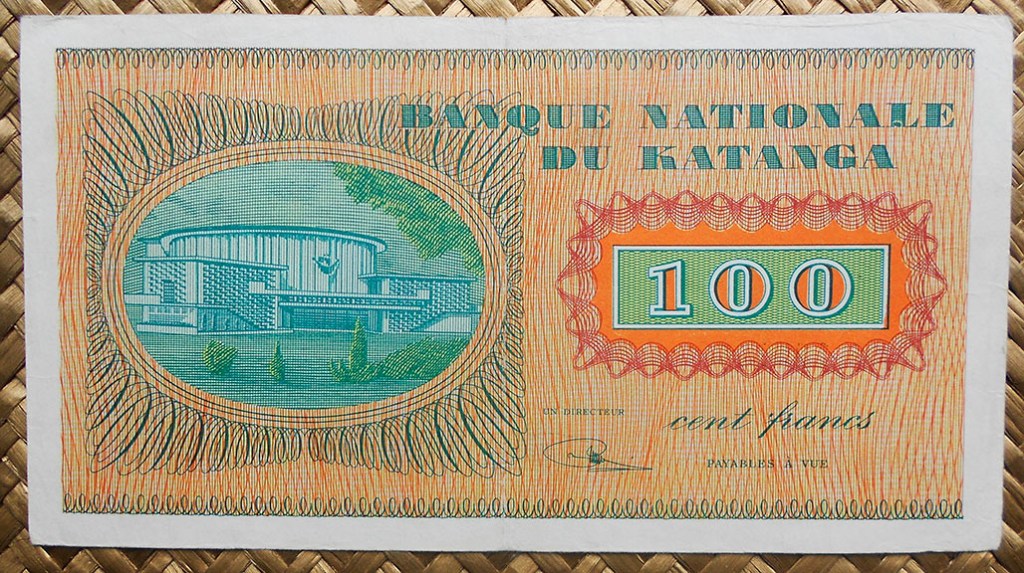 BANQUE NATIONALE
DU KATANGA
100
UN DIRECTEUR
cent francs
PAYABLES À VUE